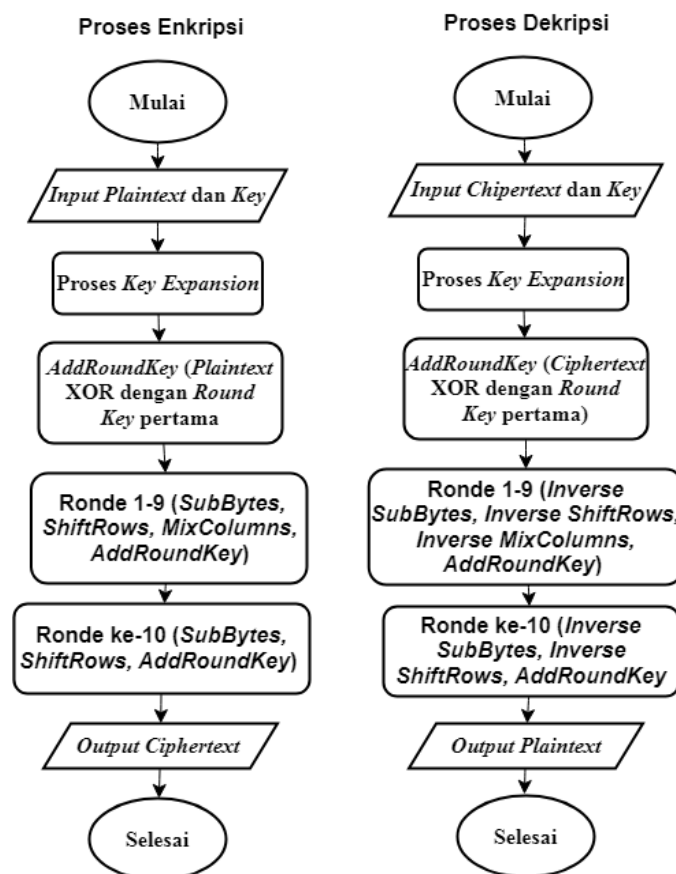 Proses Enkripsi
Mulai
Input Plaintext dan Key
Proses Key Expansion
AddRoundKey (Plaintext
XOR dengan Round
Key pertama
Ronde 1-9 (SubBytes,
ShiftRows, MixColumns,
AddRoundKey)
Ronde ke-10 (SubBytes,
ShiftRows, AddRoundKey)
Output Ciphertext
Selesai
Proses Dekripsi
Mulai
Input Chipertext dan Key
Proses Key Expansion
AddRoundKey (Ciphertext
XOR dengan Round
Key pertama)
Ronde 1-9 (Inverse
SubBytes, Inverse ShiftRows,
Inverse MixColumns,
AddRoundKey)
Ronde ke-10 (Inverse
SubBytes, Inverse
ShiftRows, AddRoundKey
Output Plaintext
Selesai